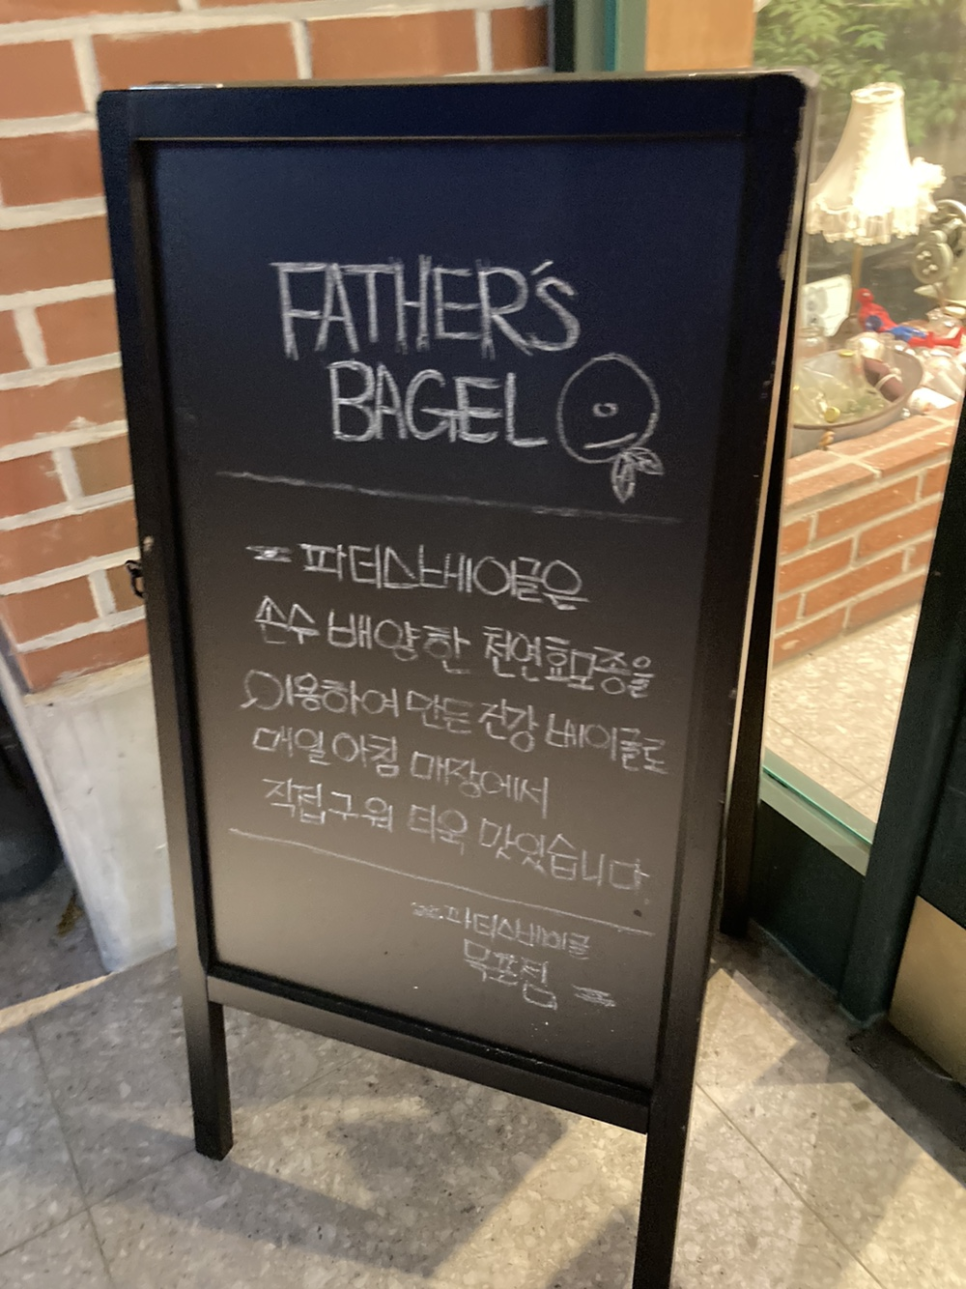 FATHER'S
BAGEL
= 파더스베이글은
손수 배양한 천연효모종을
이용하여 만든 건강 베이글로
매일아침 매장에서
직접구워 더욱 맛있습니다
= 파더스베이글
목포점 =